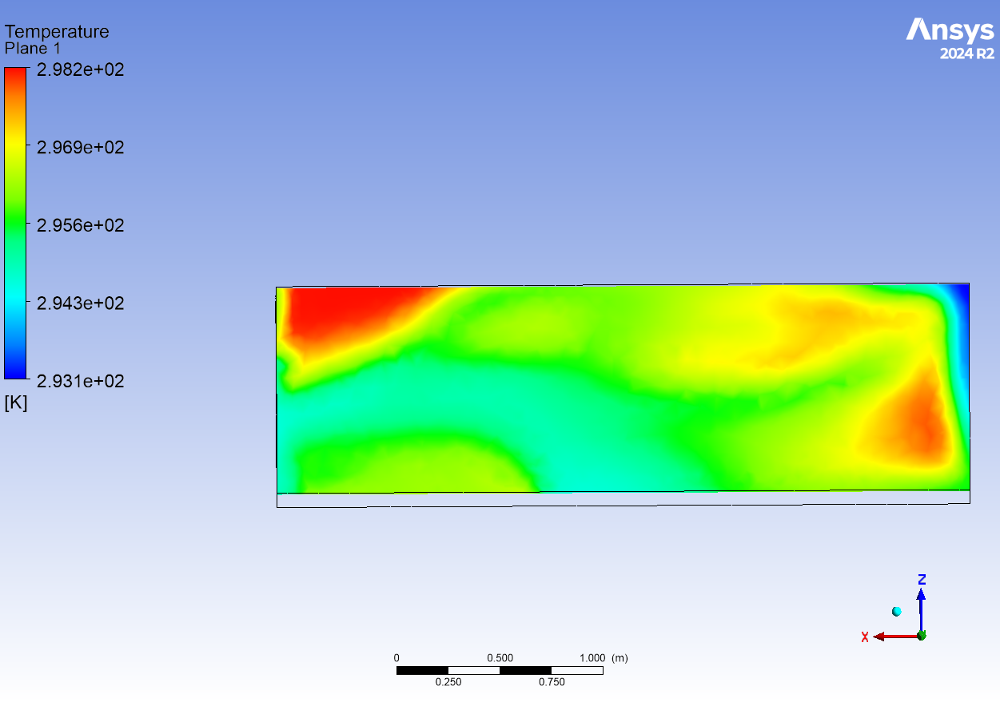 Temperature
Plane 1
2.982e+02
2.969e+02
2.956e+02
2.943e+02
2.931e+02
[K]
Ansys
2024 R2
Z
X
0 0.500 1.000 (m)
0.250 0.750